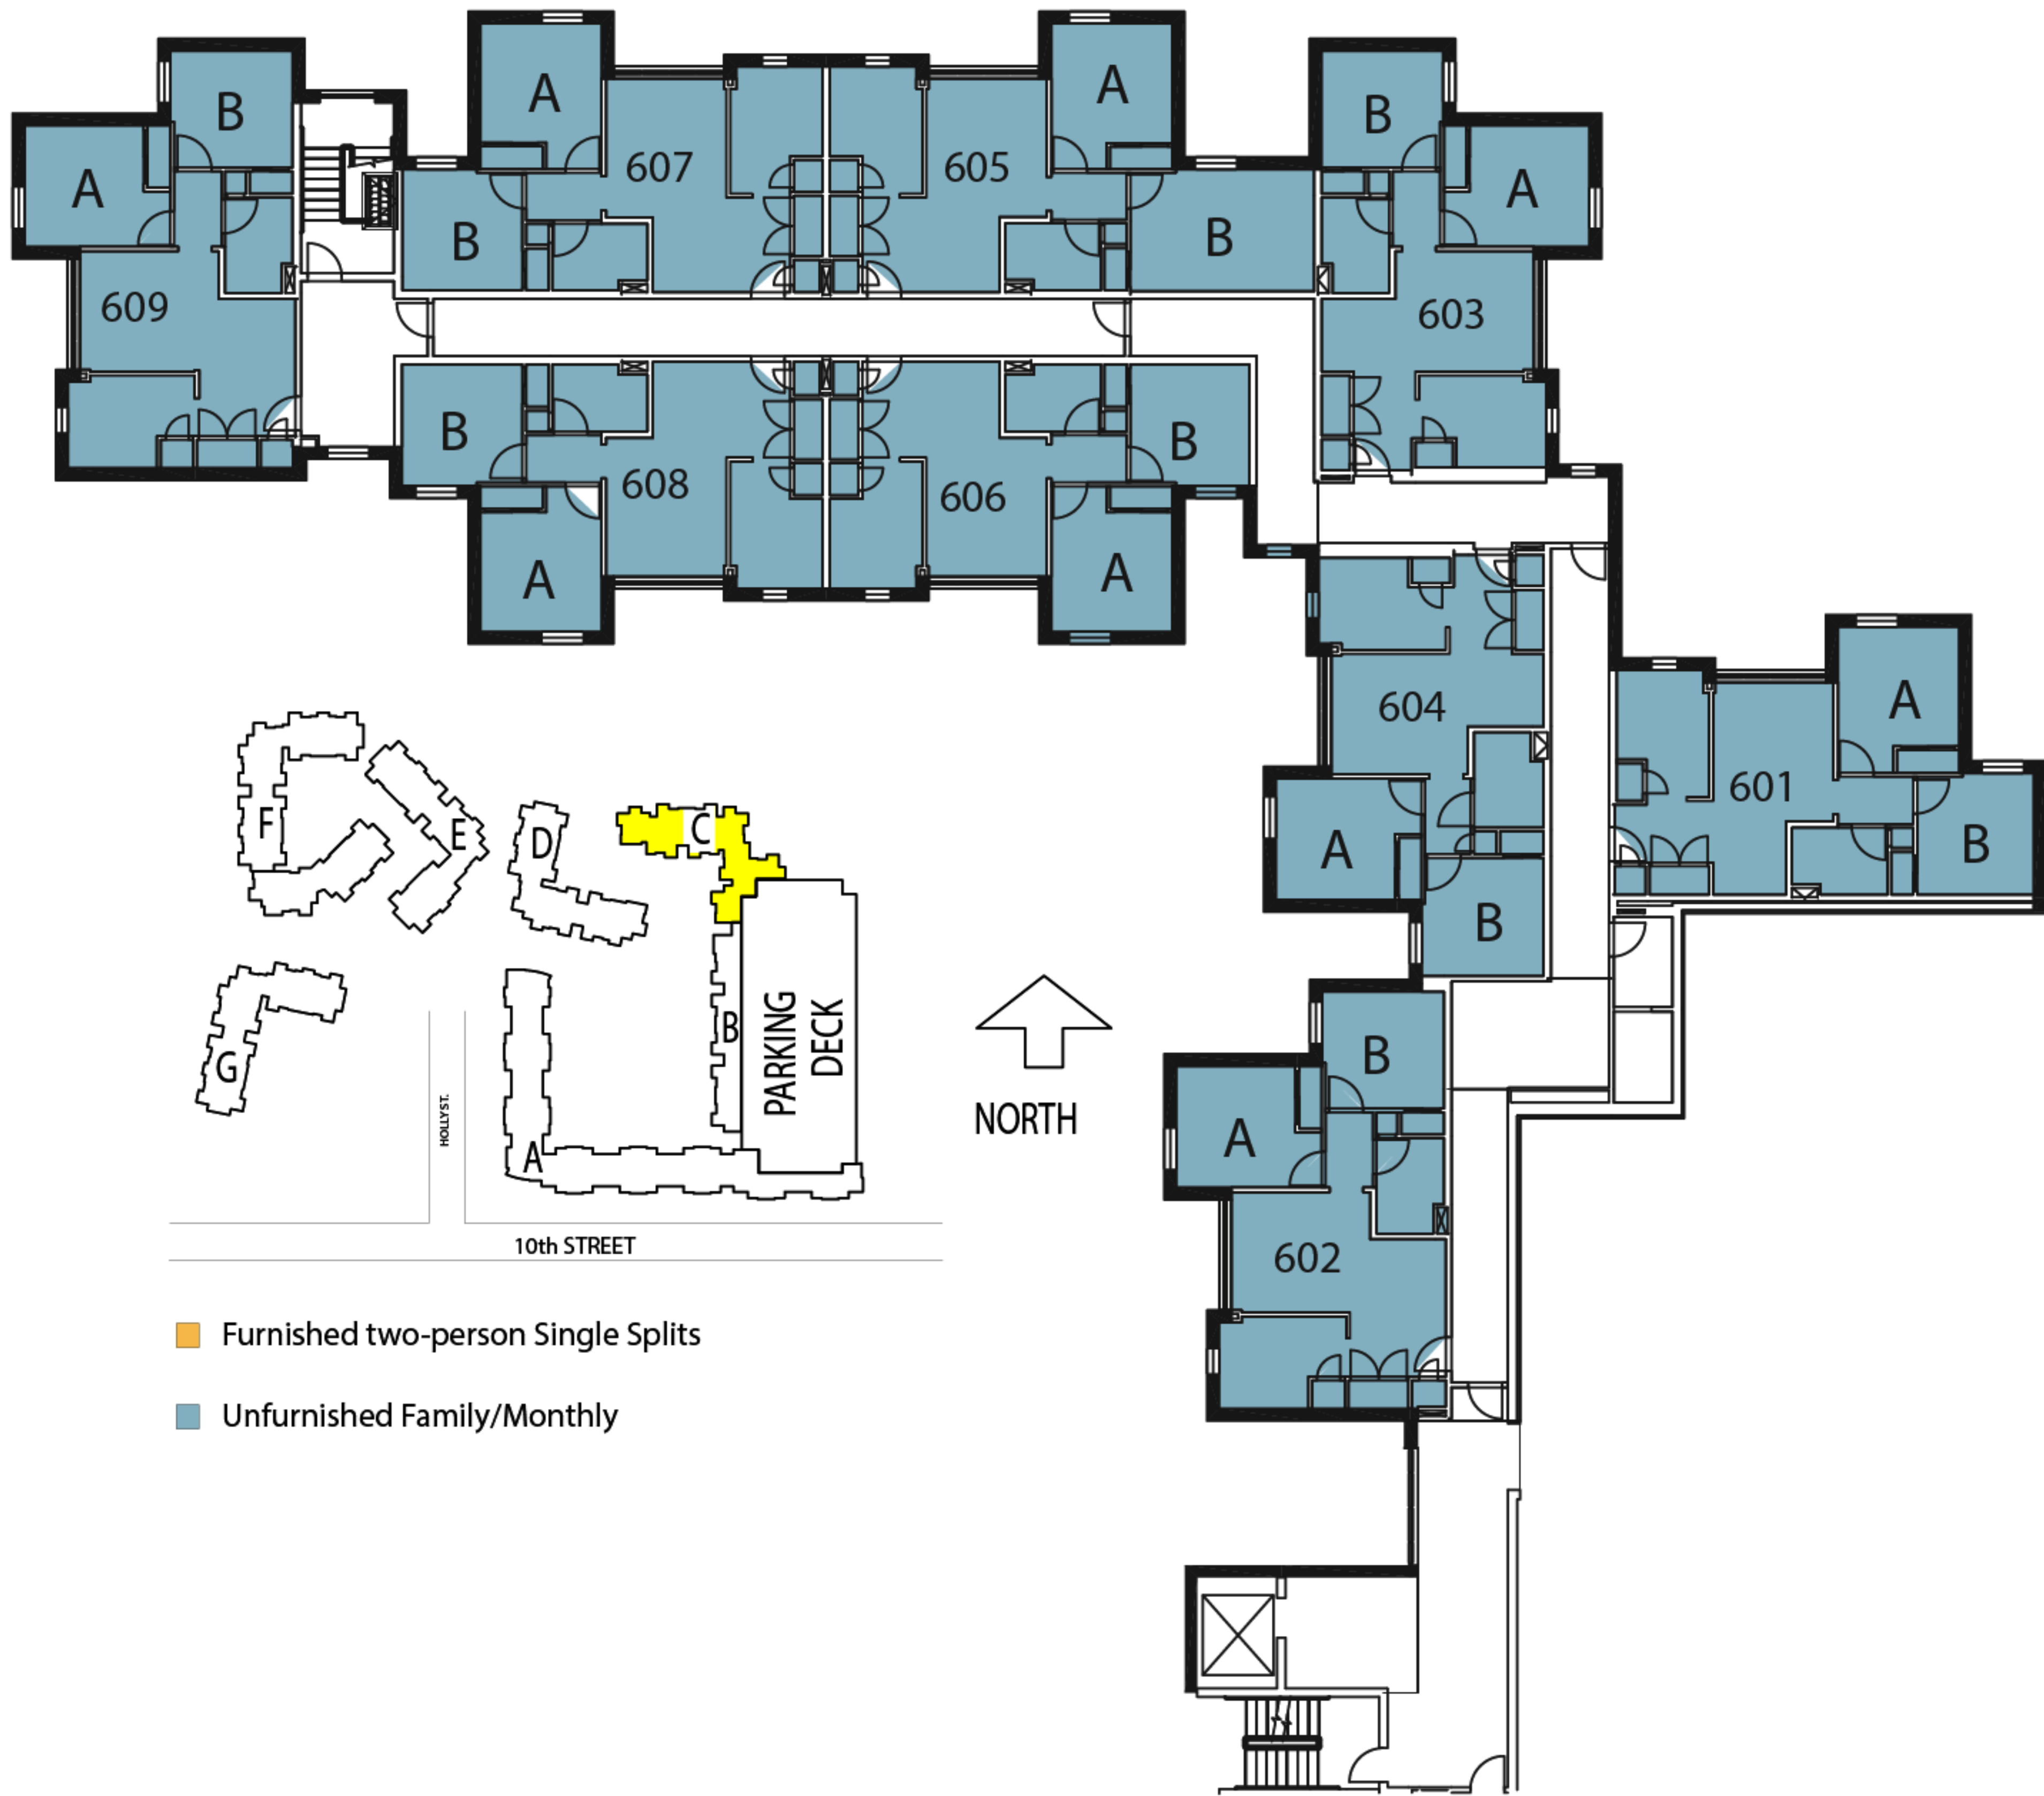 A
A
B
B
B
A
A
607
605
A
B
B
609
603
B
B
608
606
A
A
604
A
601
A
B
B
F
E
D
C
B
PARKING
DECK
G
HOLLY ST.
A
NORTH
B
A
602
10th STREET
Furnished two-person Single Splits
Unfurnished Family/Monthly